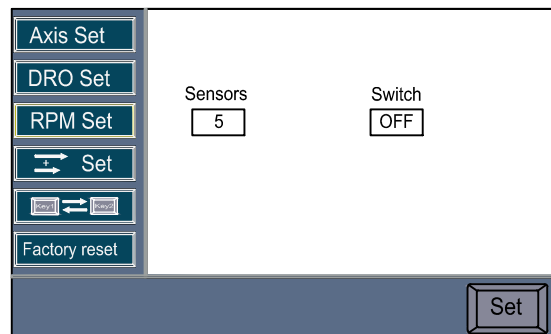 Axis Set
DRO Set
RPM Set
+ Set
Key1 Key2
Factory reset
Sensors
5
Switch
OFF
Set